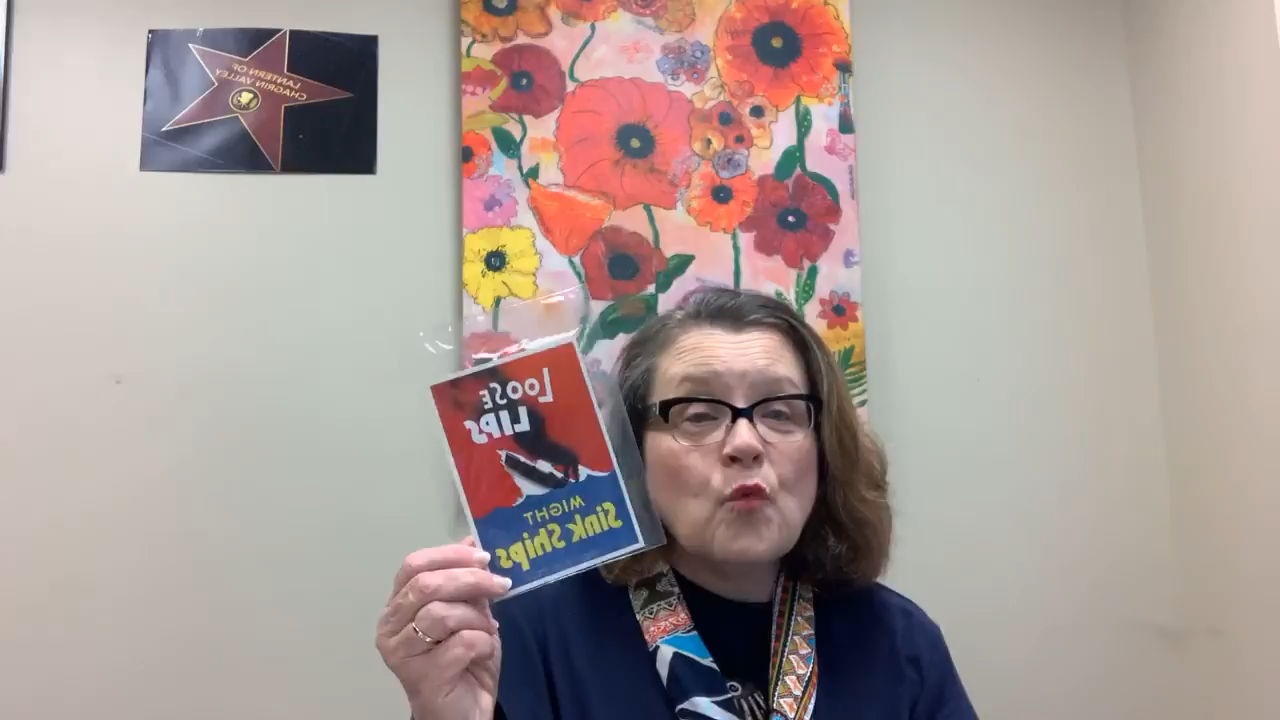 LANTERN OF
CHAGRIN VALLEY
LOOSE
LIPS
MIGHT
Sink Ships